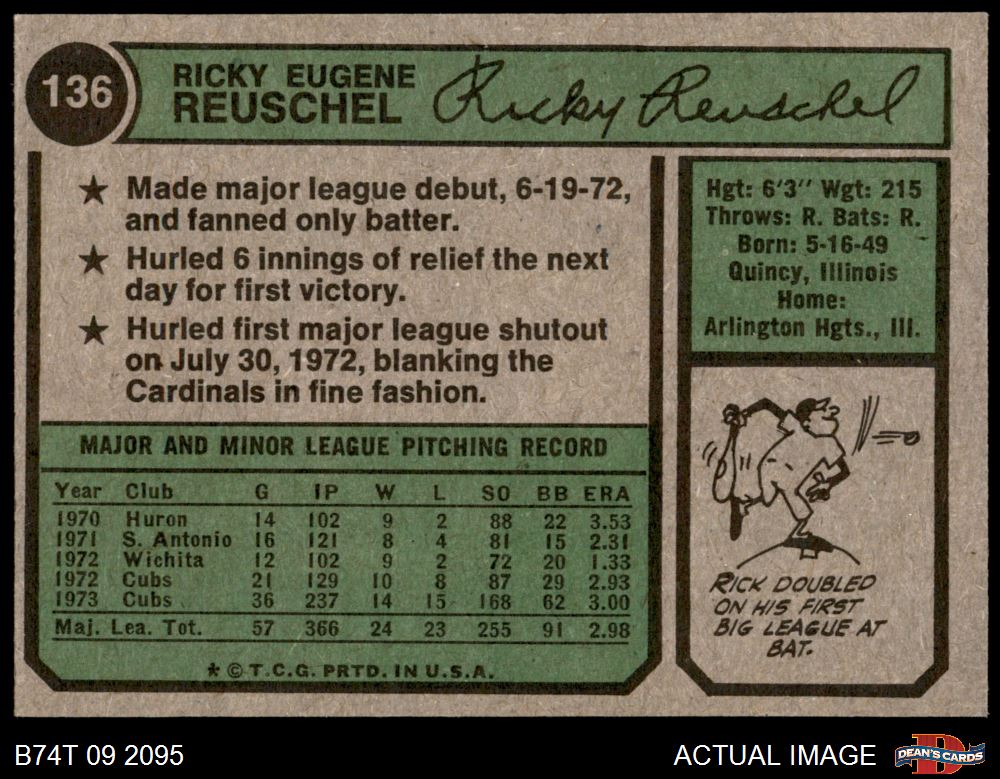 136
RICKY EUGENE
REUSCHEL
Ricky Reuschel
★ Made major league debut, 6-19-72,
and fanned only batter.
★ Hurled 6 innings of relief the next
day for first victory.
★ Hurled first major league shutout
on July 30, 1972, blanking the
Cardinals in fine fashion.
Hgt: 6'3" Wgt: 215
Throws: R. Bats: R.
Born: 5-16-49
Quincy, Illinois
Home:
Arlington Hgts., Ill.
MAJOR AND MINOR LEAGUE PITCHING RECORD
Year Club G IP W L SO BB ERA
1970 Huron 14 102 9 2 88 22 3.53
1971 S. Antonio 16 121 8 4 81 15 2.31
1972 Wichita 12 102 9 2 72 20 1.33
1972 Cubs 21 129 10 8 87 29 2.93
1973 Cubs 36 237 14 15 168 62 3.00
Maj. Lea. Tot. 57 366 24 23 255 91 2.98
* © T.C.G. PRTD. IN U.S.A.
RICK DOUBLED
ON HIS FIRST
BIG LEAGUE AT
BAT.
B74T 09 2095
ACTUAL IMAGE
D
DEAN'S CARDS